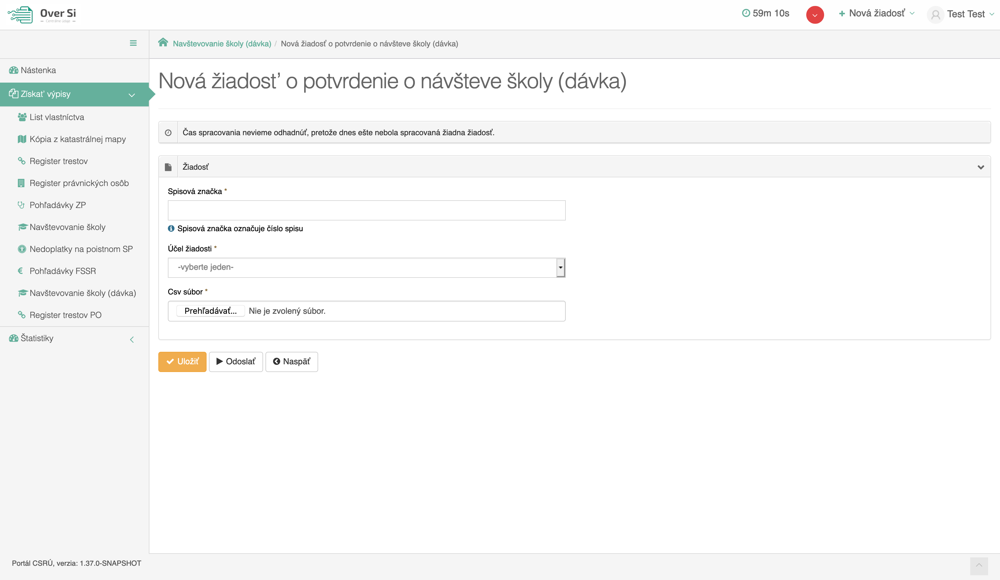 Over Si
Centrálne údaje
59m 10s
Nová žiadosť
Test Test
Navštevovanie školy (dávka) / Nová žiadosť o potvrdenie o návšteve školy (dávka)
Nástenka
Získať výpisy
List vlastníctva
Kópia z katastrálnej mapy
Register trestov
Register právnických osôb
Pohľadávky ZP
Navštevovanie školy
Nedoplatky na poistnom SP
Pohľadávky FSSR
Navštevovanie školy (dávka)
Register trestov PO
Štatistiky
Nová žiadosť o potvrdenie o návšteve školy (dávka)
Čas spracovania nevieme odhadnúť, pretože dnes ešte nebola spracovaná žiadna žiadosť.
Žiadosť
Spisová značka *
Spisová značka označuje číslo spisu
Účel žiadosti *
-vyberte jeden-
Csv súbor *
Prehľadávať... Nie je zvolený súbor.
Uložiť
Odoslať
Naspäť
Portál CSRÚ, verzia: 1.37.0-SNAPSHOT